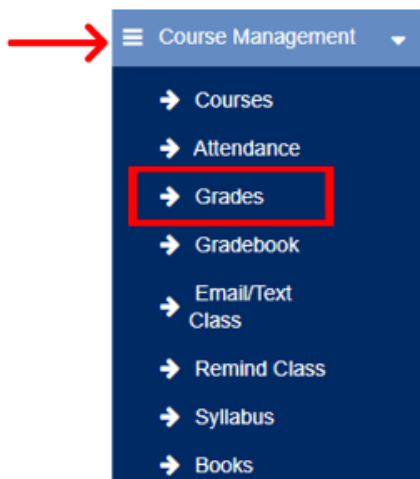 Course Management
Courses
Attendance
Grades
Gradebook
Email/Text
Class
Remind Class
Syllabus
Books